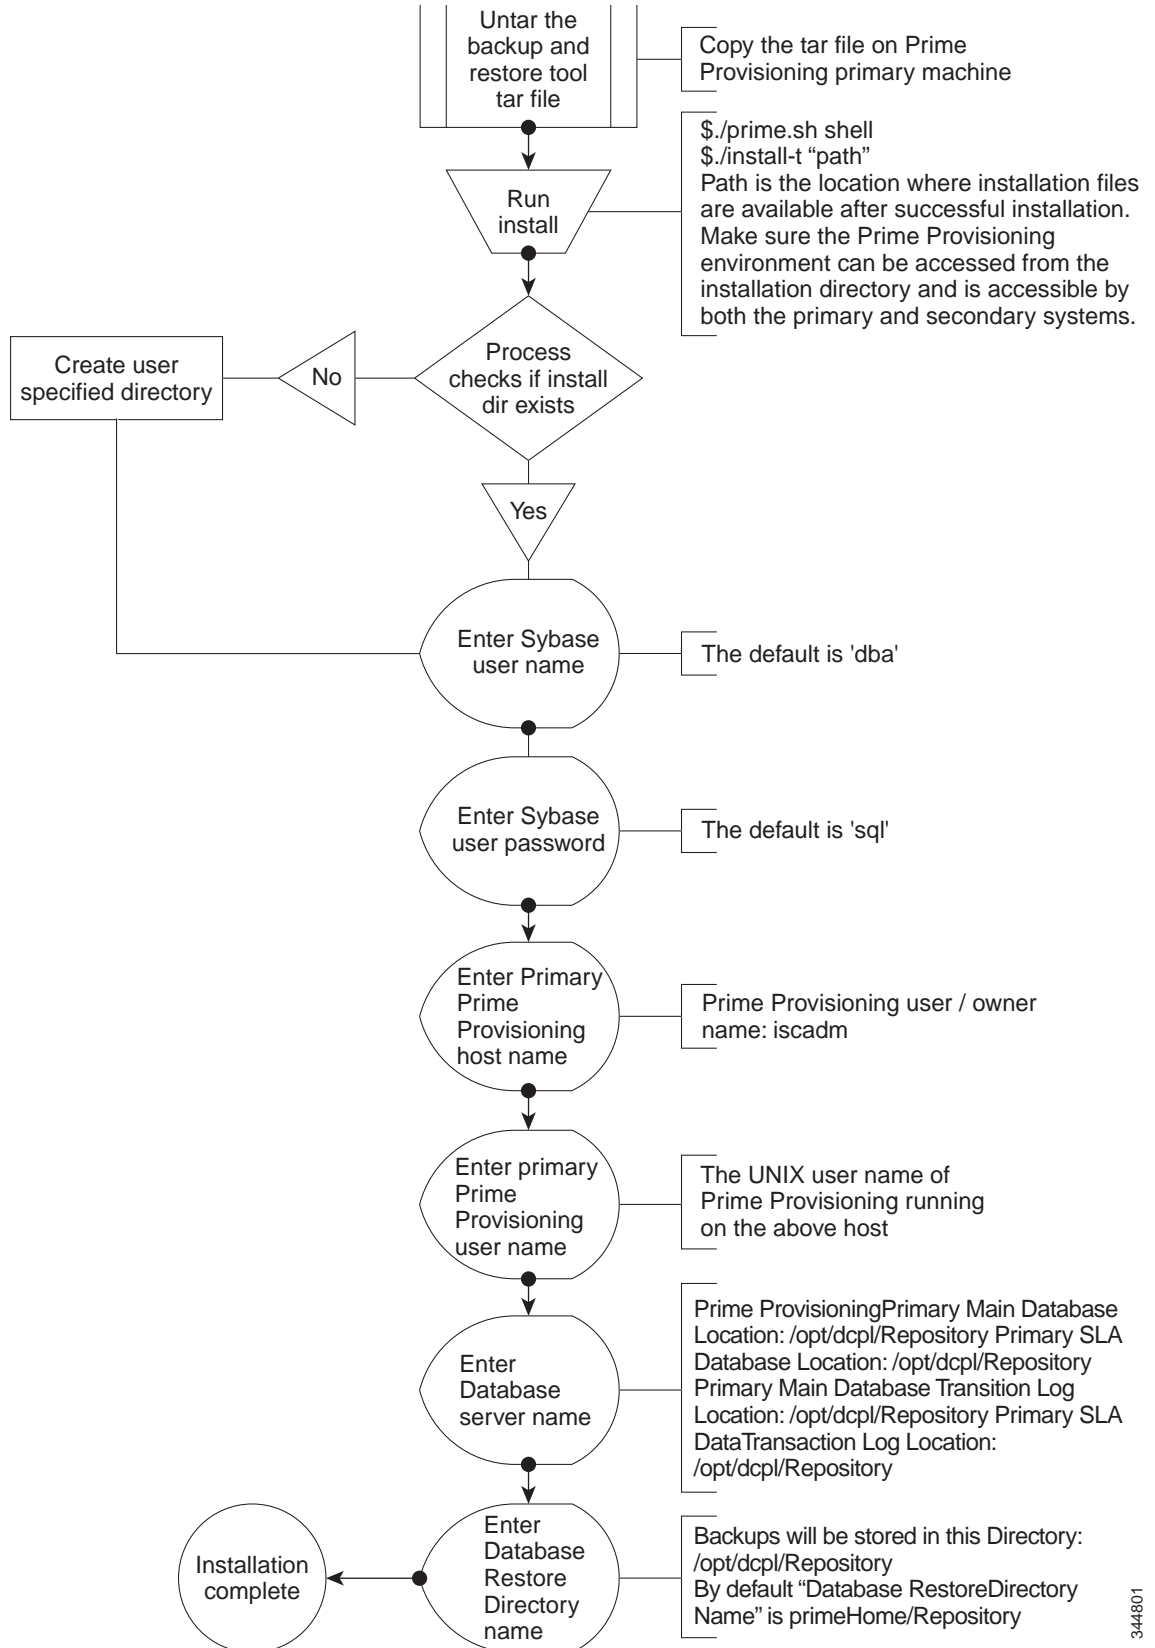 Untar the
backup and
restore tool
tar file
Copy the tar file on Prime
Provisioning primary machine
Run
install
$./prime.sh shell
$./install-t “path”
Path is the location where installation files
are available after successful installation.
Make sure the Prime Provisioning
environment can be accessed from the
installation directory and is accessible by
both the primary and secondary systems.
Process
checks if install
dir exists
No
Create user
specified directory
Yes
Enter Sybase
user name
The default is 'dba'
Enter Sybase
user password
The default is 'sql'
Enter Primary
Prime
Provisioning
host name
Prime Provisioning user / owner
name: iscadm
Enter primary
Prime
Provisioning
user name
The UNIX user name of
Prime Provisioning running
on the above host
Enter
Database
server name
Prime ProvisioningPrimary Main Database
Location: /opt/dcpl/Repository Primary SLA
Database Location: /opt/dcpl/Repository
Primary Main Database Transition Log
Location: /opt/dcpl/Repository Primary SLA
DataTransaction Log Location:
/opt/dcpl/Repository
Enter
Database
Restore
Directory
name
Backups will be stored in this Directory:
/opt/dcpl/Repository
By default “Database RestoreDirectory
Name” is primeHome/Repository
Installation
complete
344801